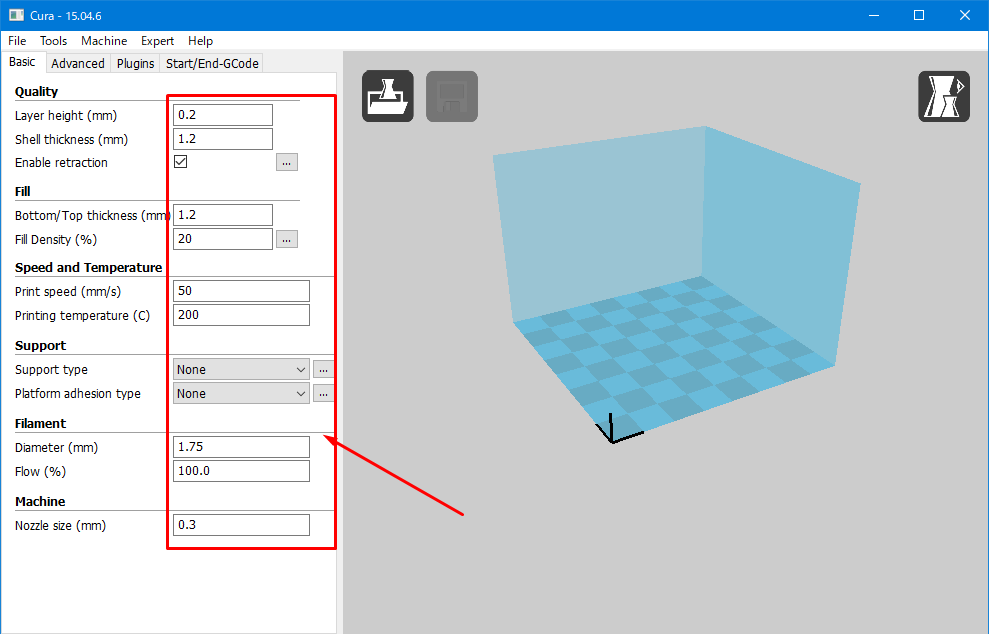 Cura - 15.04.6
File Tools Machine Expert Help
Basic Advanced Plugins Start/End-GCode
Quality
Layer height (mm) 0.2
Shell thickness (mm) 1.2
Enable retraction ...
Fill
Bottom/Top thickness (mm) 1.2
Fill Density (%) 20 ...
Speed and Temperature
Print speed (mm/s) 50
Printing temperature (C) 200
Support
Support type None ...
Platform adhesion type None ...
Filament
Diameter (mm) 1.75
Flow (%) 100.0
Machine
Nozzle size (mm) 0.3